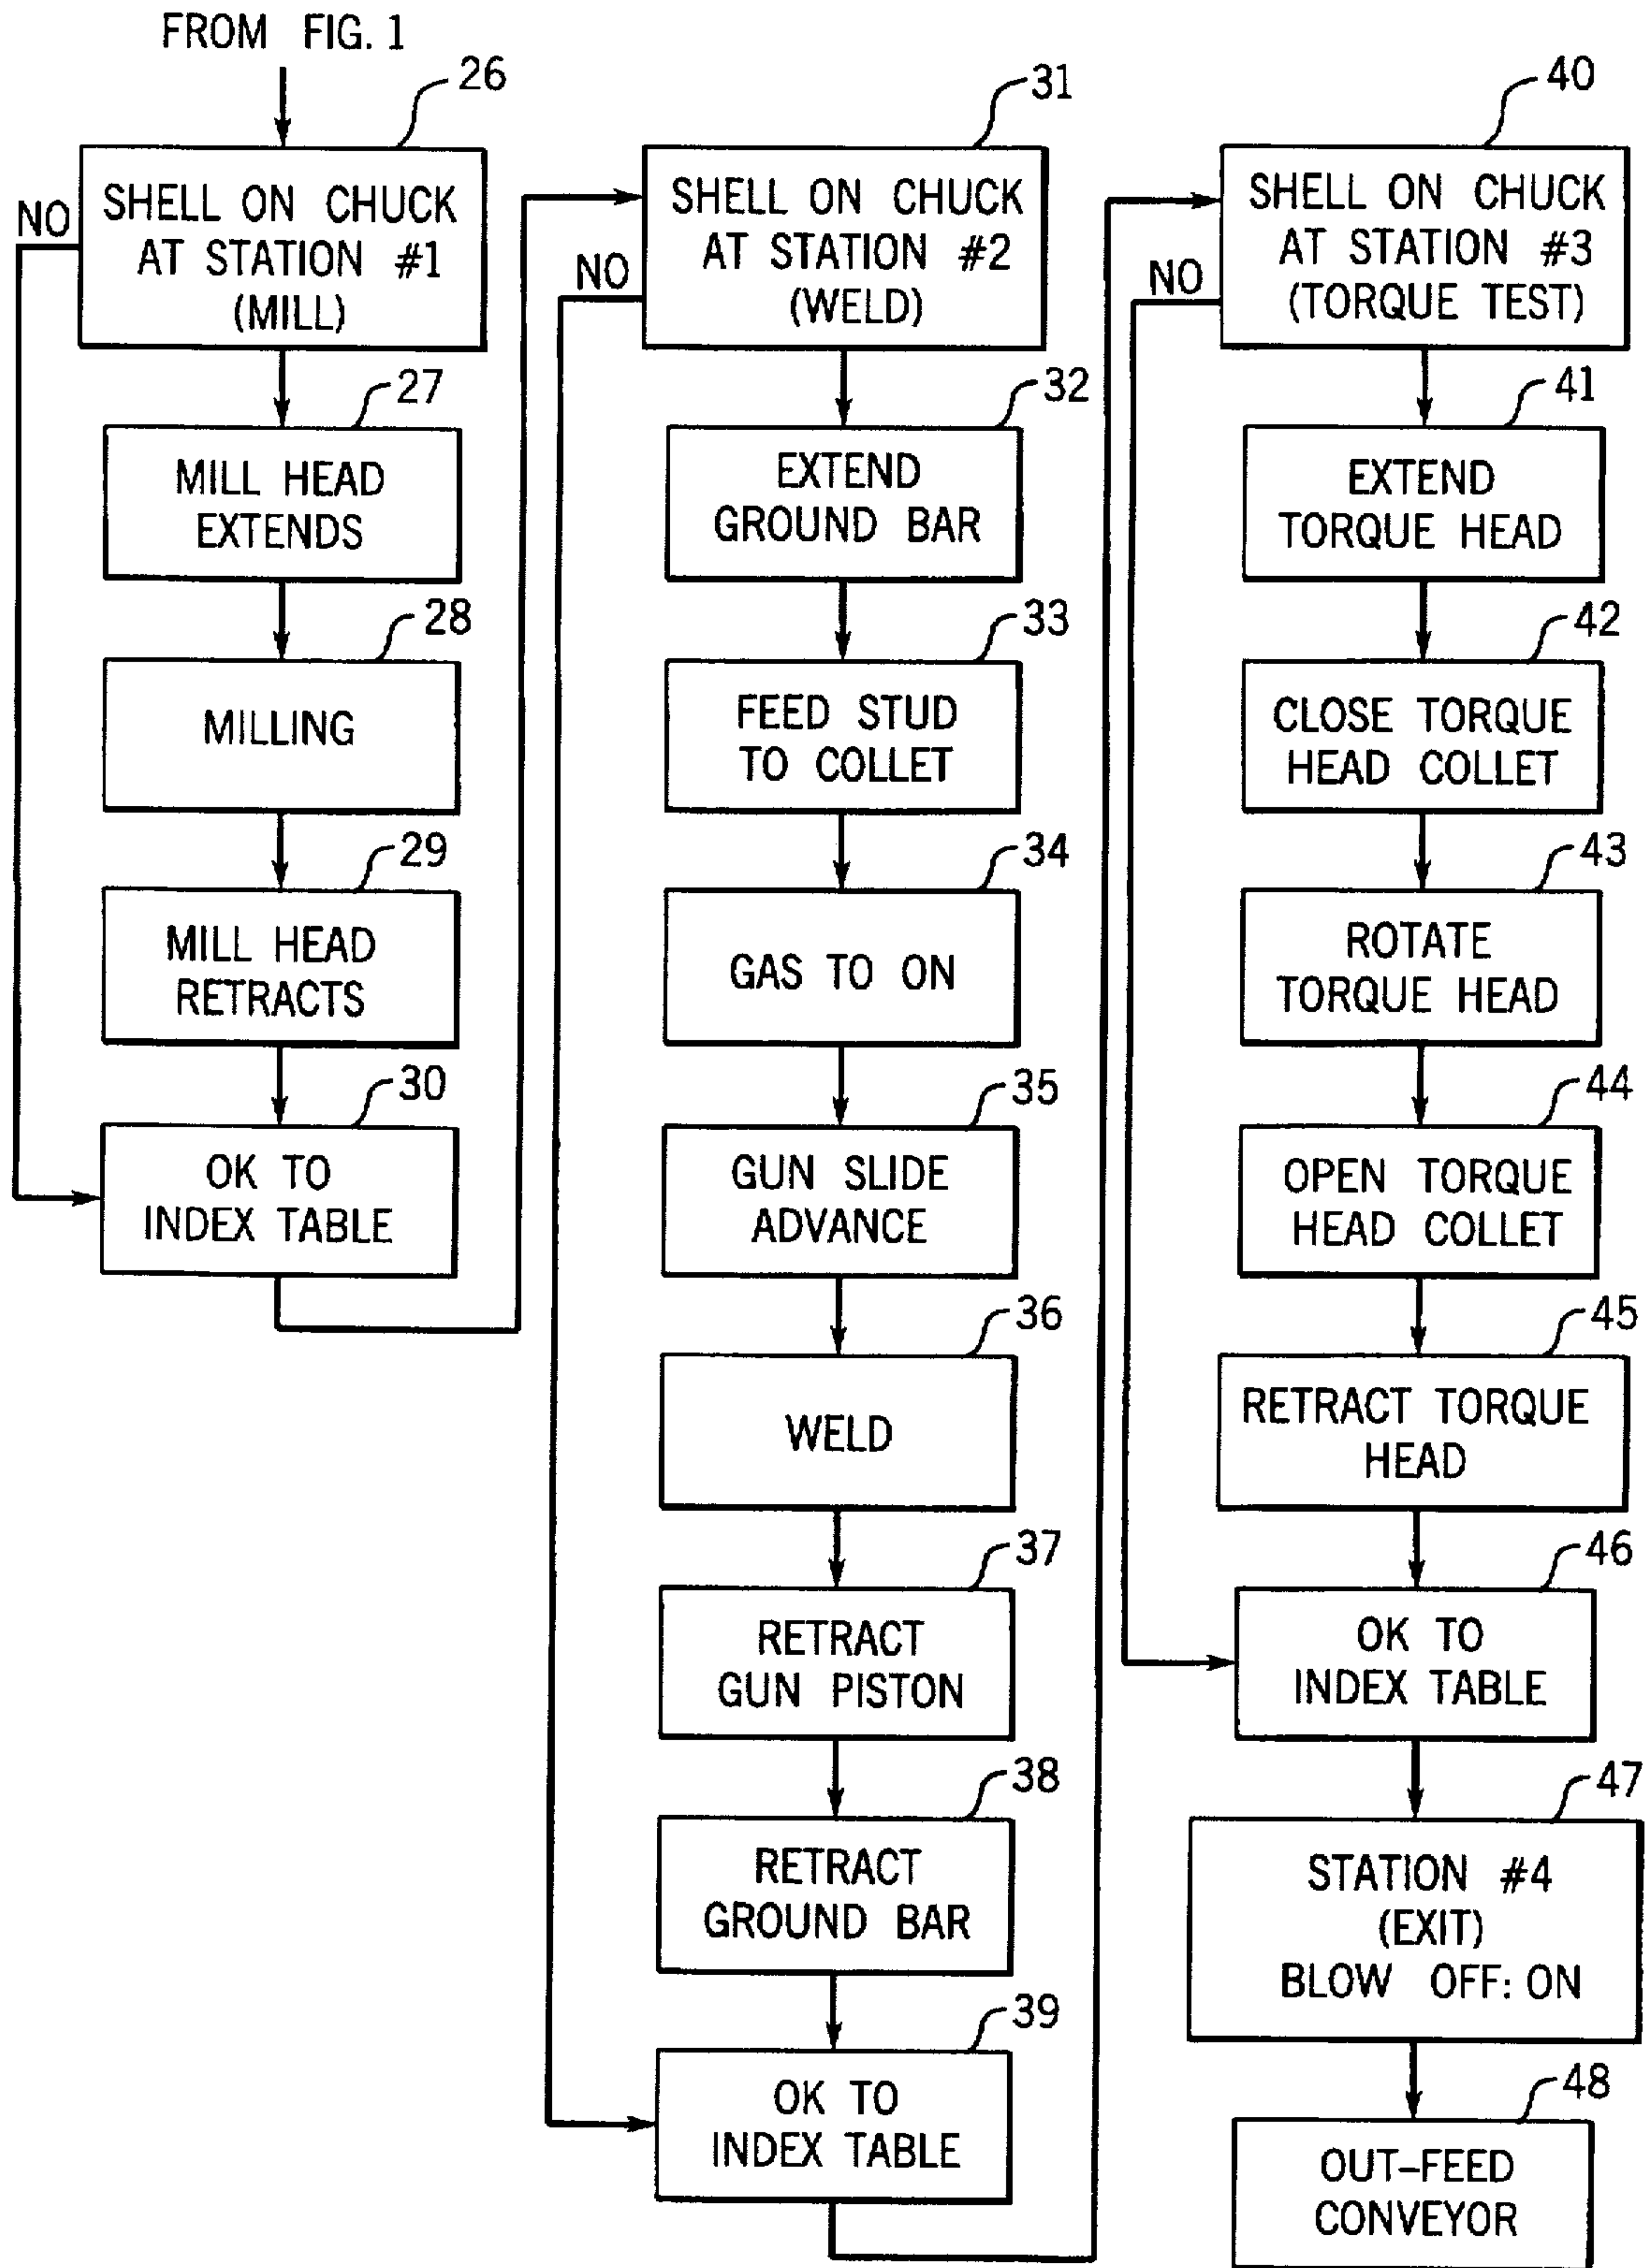 FROM FIG. 1
26
NO
SHELL ON CHUCK
AT STATION #1
(MILL)
27
MILL HEAD
EXTENDS
28
MILLING
29
MILL HEAD
RETRACTS
30
OK TO
INDEX TABLE
31
NO
SHELL ON CHUCK
AT STATION #2
(WELD)
32
EXTEND
GROUND BAR
33
FEED STUD
TO COLLET
34
GAS TO ON
35
GUN SLIDE
ADVANCE
36
WELD
37
RETRACT
GUN PISTON
38
RETRACT
GROUND BAR
39
OK TO
INDEX TABLE
40
NO
SHELL ON CHUCK
AT STATION #3
(TORQUE TEST)
41
EXTEND
TORQUE HEAD
42
CLOSE TORQUE
HEAD COLLET
43
ROTATE
TORQUE HEAD
44
OPEN TORQUE
HEAD COLLET
45
RETRACT TORQUE
HEAD
46
OK TO
INDEX TABLE
47
STATION #4
(EXIT)
BLOW OFF: ON
48
OUT-FEED
CONVEYOR